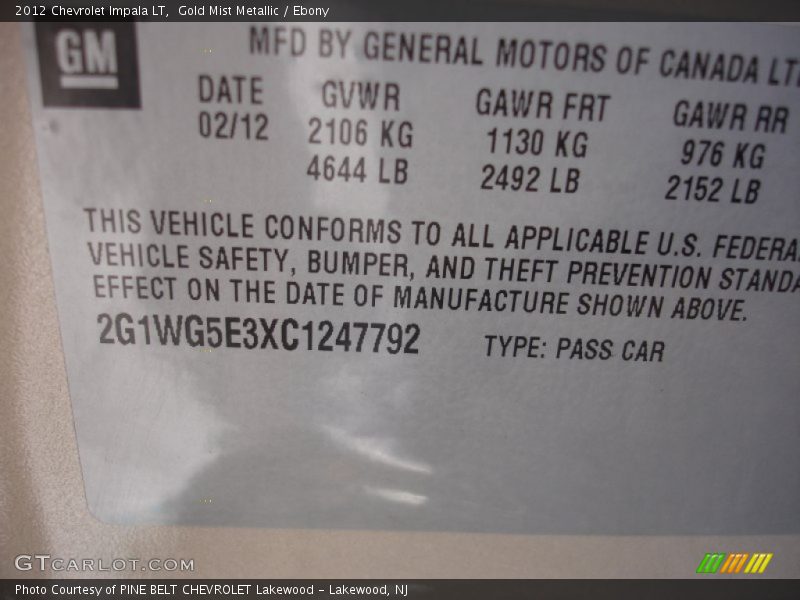 2012 Chevrolet Impala LT, Gold Mist Metallic / Ebony
GM
MFD BY GENERAL MOTORS OF CANADA
DATE GVWR GAWR FRT GAWR RR
02/12 2106 KG 1130 KG 976 KG
4644 LB 2492 LB 2152 LB
THIS VEHICLE CONFORMS TO ALL APPLICABLE U.S. FEDERA
VEHICLE SAFETY, BUMPER, AND THEFT PREVENTION STANDA
EFFECT ON THE DATE OF MANUFACTURE SHOWN ABOVE.
2G1WG5E3XC1247792 TYPE: PASS CAR
GTCARLOT.COM
Photo Courtesy of PINE BELT CHEVROLET Lakewood - Lakewood, NJ